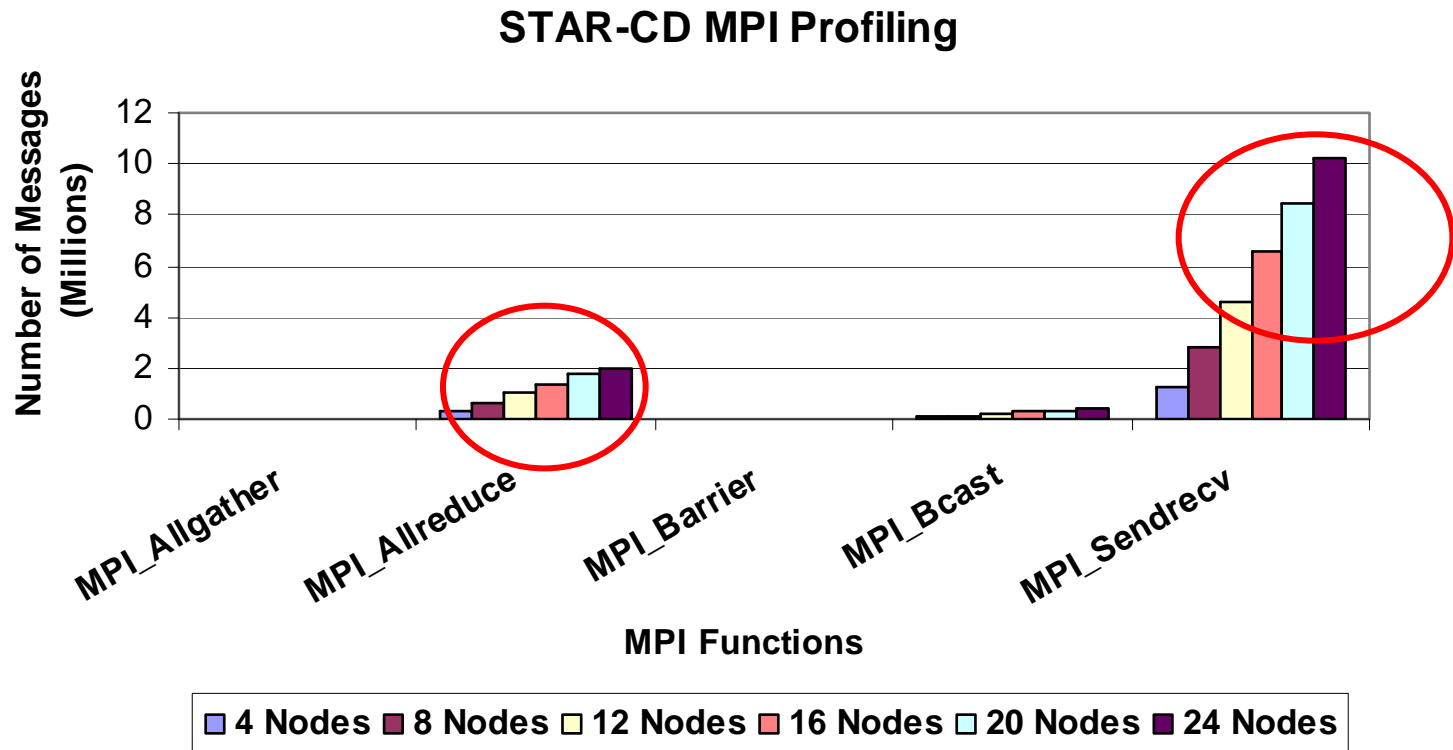 STAR-CD MPI Profiling
Number of Messages
(Millions)
12
10
8
6
4
2
0
MPI_Allgather
MPI_Allreduce
MPI_Barrier
MPI_Bcast
MPI_Sendrecv
MPI Functions
4 Nodes 8 Nodes 12 Nodes 16 Nodes 20 Nodes 24 Nodes